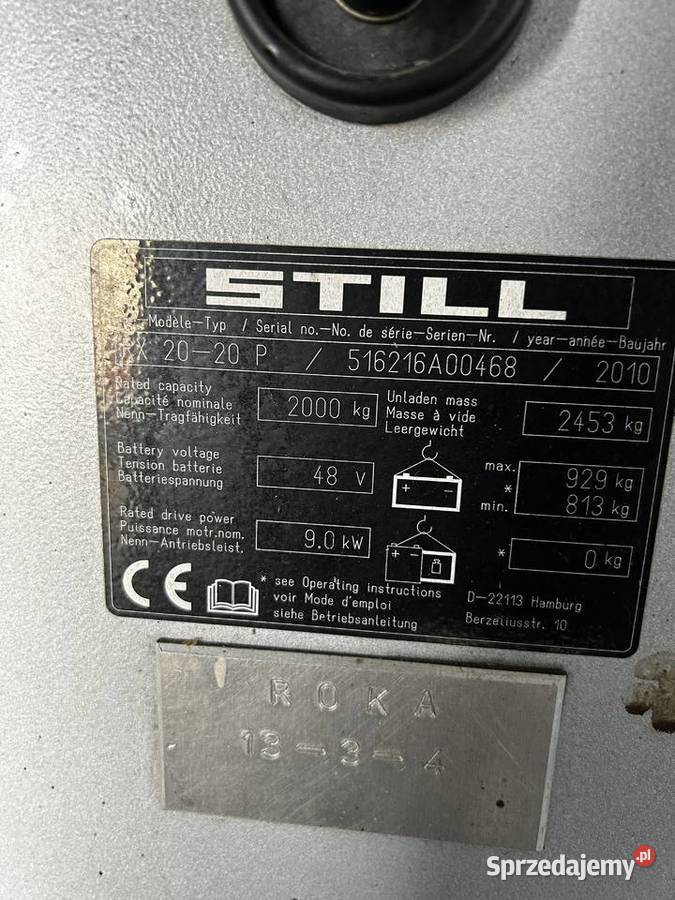 STILL
Modèle-Typ / Serial no.-No. de série-Serien-Nr. / year-année-Baujahr
X 20-20 P / 516216A00468 / 2010
Rated capacity
Capacité nominale
Nenn-Tragfähigkeit
2000 kg
Unladen mass
Masse à vide
Leergewicht
2453 kg
Battery voltage
Tension batterie
Batteriespannung
48 V
+ -
max. 929 kg
*
min. 813 kg
Rated drive power
Puissance motr.nom.
Nenn-Antriebsleist.
9.0 kW
+ -
* 0 kg
CE
* see Operating instructions
voir Mode d'emploi
siehe Betriebsanleitung
D-22113 Hamburg
Berzeliusstr. 10
ROKA
13-3-4
Sprzedajemy.pl